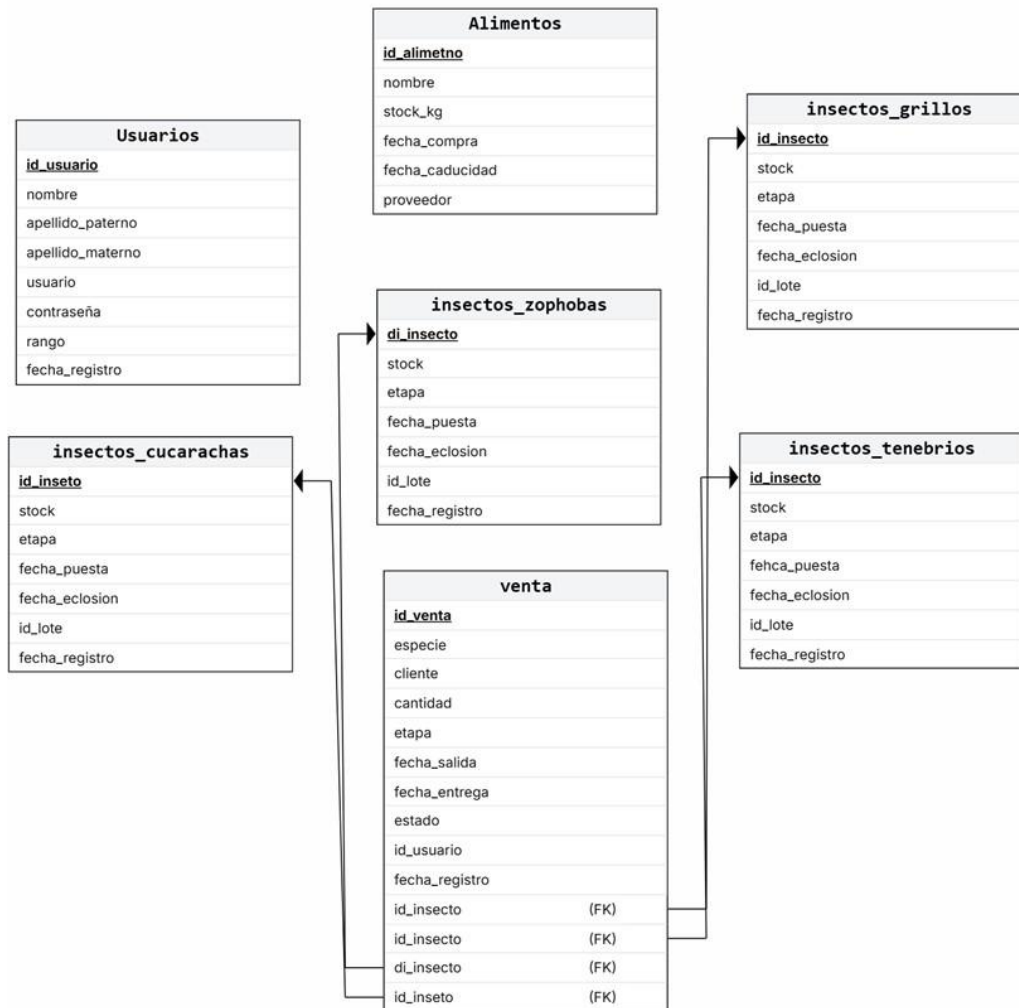 Alimentos
id_alimetno
nombre
stock_kg
fecha_compra
fecha_caducidad
proveedor
Usuarios
id_usuario
nombre
apellido_paterno
apellido_materno
usuario
contraseña
rango
fecha_registro
insectos_grillos
id_insecto
stock
etapa
fecha_puesta
fecha_eclosion
id_lote
fecha_registro
insectos_zophobas
di_insecto
stock
etapa
fecha_puesta
fecha_eclosion
id_lote
fecha_registro
insectos_cucarachas
id_inseto
stock
etapa
fecha_puesta
fecha_eclosion
id_lote
fecha_registro
insectos_tenebrios
id_insecto
stock
etapa
fehca_puesta
fecha_eclosion
id_lote
fecha_registro
venta
id_venta
especie
cliente
cantidad
etapa
fecha_salida
fecha_entrega
estado
id_usuario
fecha_registro
id_insecto (FK)
id_insecto (FK)
di_insecto (FK)
id_inseto (FK)